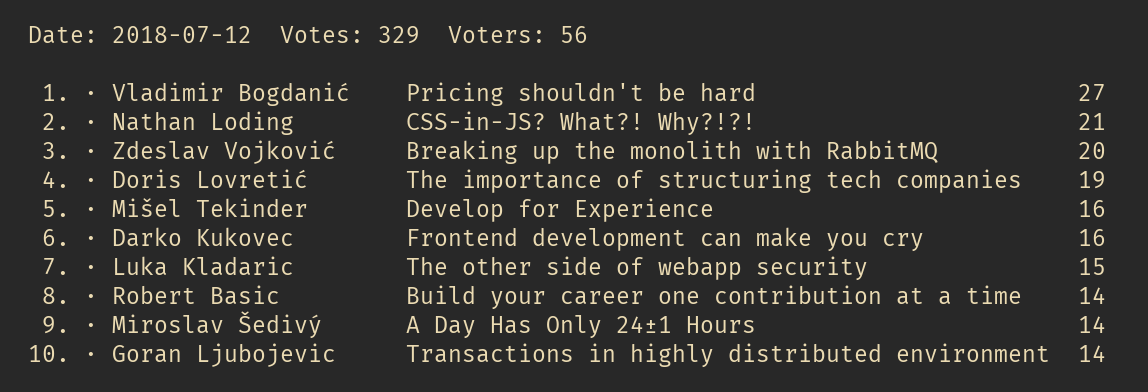 Date: 2018-07-12  Votes: 329  Voters: 56
1. · Vladimir Bogdanić    Pricing shouldn't be hard    27
2. · Nathan Loding    CSS-in-JS? What?! Why?!?!    21
3. · Zdeslav Vojković    Breaking up the monolith with RabbitMQ    20
4. · Doris Lovretić    The importance of structuring tech companies    19
5. · Mišel Tekinder    Develop for Experience    16
6. · Darko Kukovec    Frontend development can make you cry    16
7. · Luka Kladaric    The other side of webapp security    15
8. · Robert Basic    Build your career one contribution at a time    14
9. · Miroslav Šedivý    A Day Has Only 24±1 Hours    14
10. · Goran Ljubojevic    Transactions in highly distributed environment    14